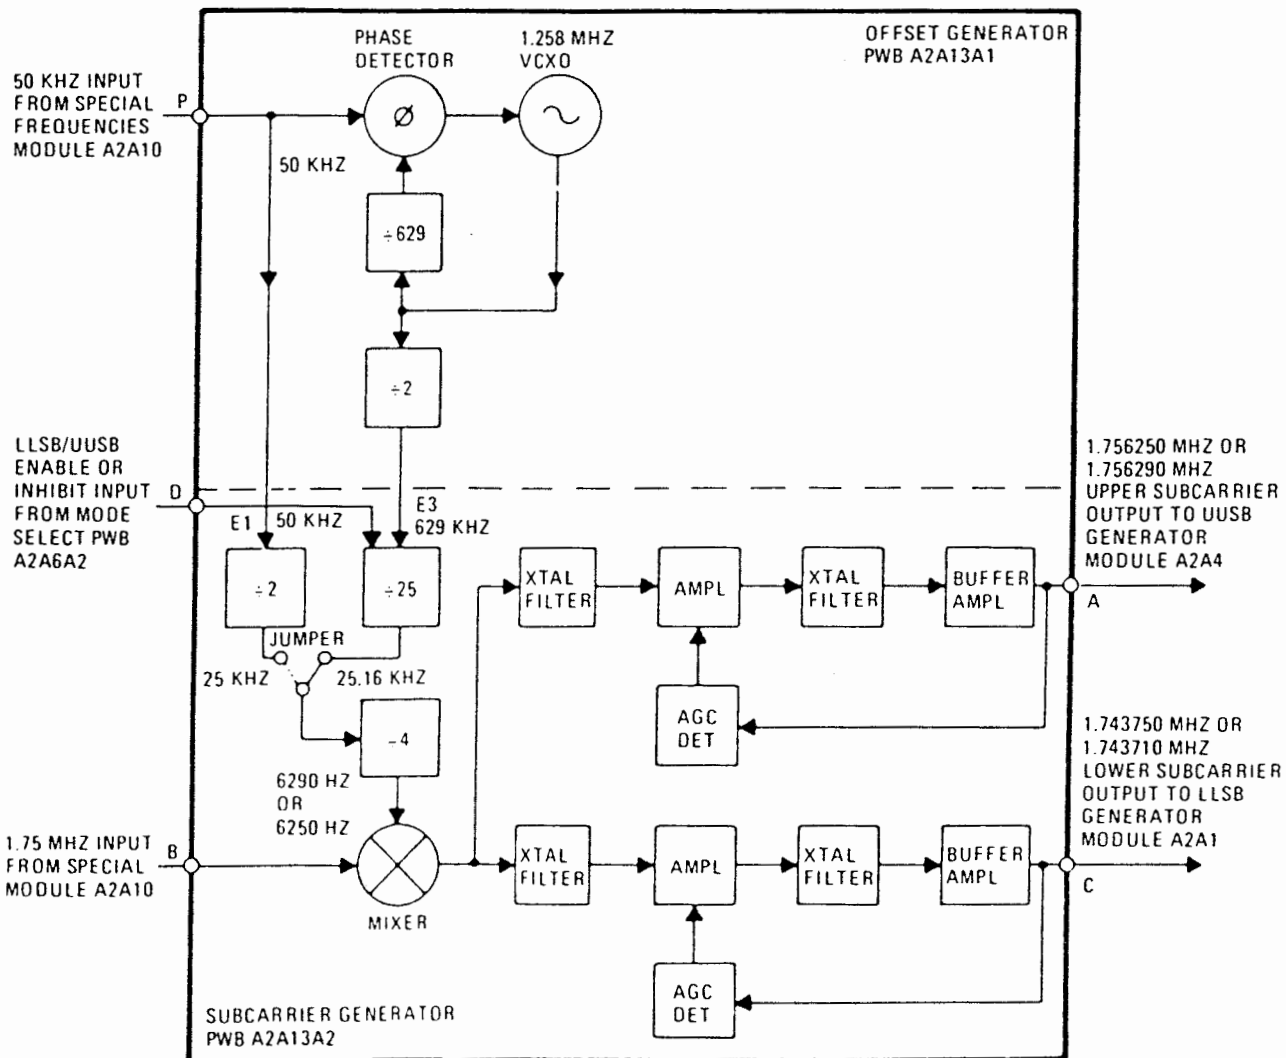 PHASE
DETECTOR
1.258 MHZ
VCXO
OFFSET GENERATOR
PWB A2A13A1
50 KHZ INPUT
FROM SPECIAL
FREQUENCIES
MODULE A2A10
P
Ø
50 KHZ
÷629
÷2
LLSB/UUSB
ENABLE OR
INHIBIT INPUT
FROM MODE
SELECT PWB
A2A6A2
D
E1
50 KHZ
E3
629 KHZ
1.756250 MHZ OR
1.756290 MHZ
UPPER SUBCARRIER
OUTPUT TO UUSB
GENERATOR
MODULE A2A4
÷2
÷25
XTAL
FILTER
AMPL
XTAL
FILTER
BUFFER
AMPL
A
JUMPER
25 KHZ
25.16 KHZ
AGC
DET
÷4
6290 HZ
OR
6250 HZ
1.743750 MHZ OR
1.743710 MHZ
LOWER SUBCARRIER
OUTPUT TO LLSB
GENERATOR
MODULE A2A1
1.75 MHZ INPUT
FROM SPECIAL
MODULE A2A10
B
MIXER
XTAL
FILTER
AMPL
XTAL
FILTER
BUFFER
AMPL
C
AGC
DET
SUBCARRIER GENERATOR
PWB A2A13A2